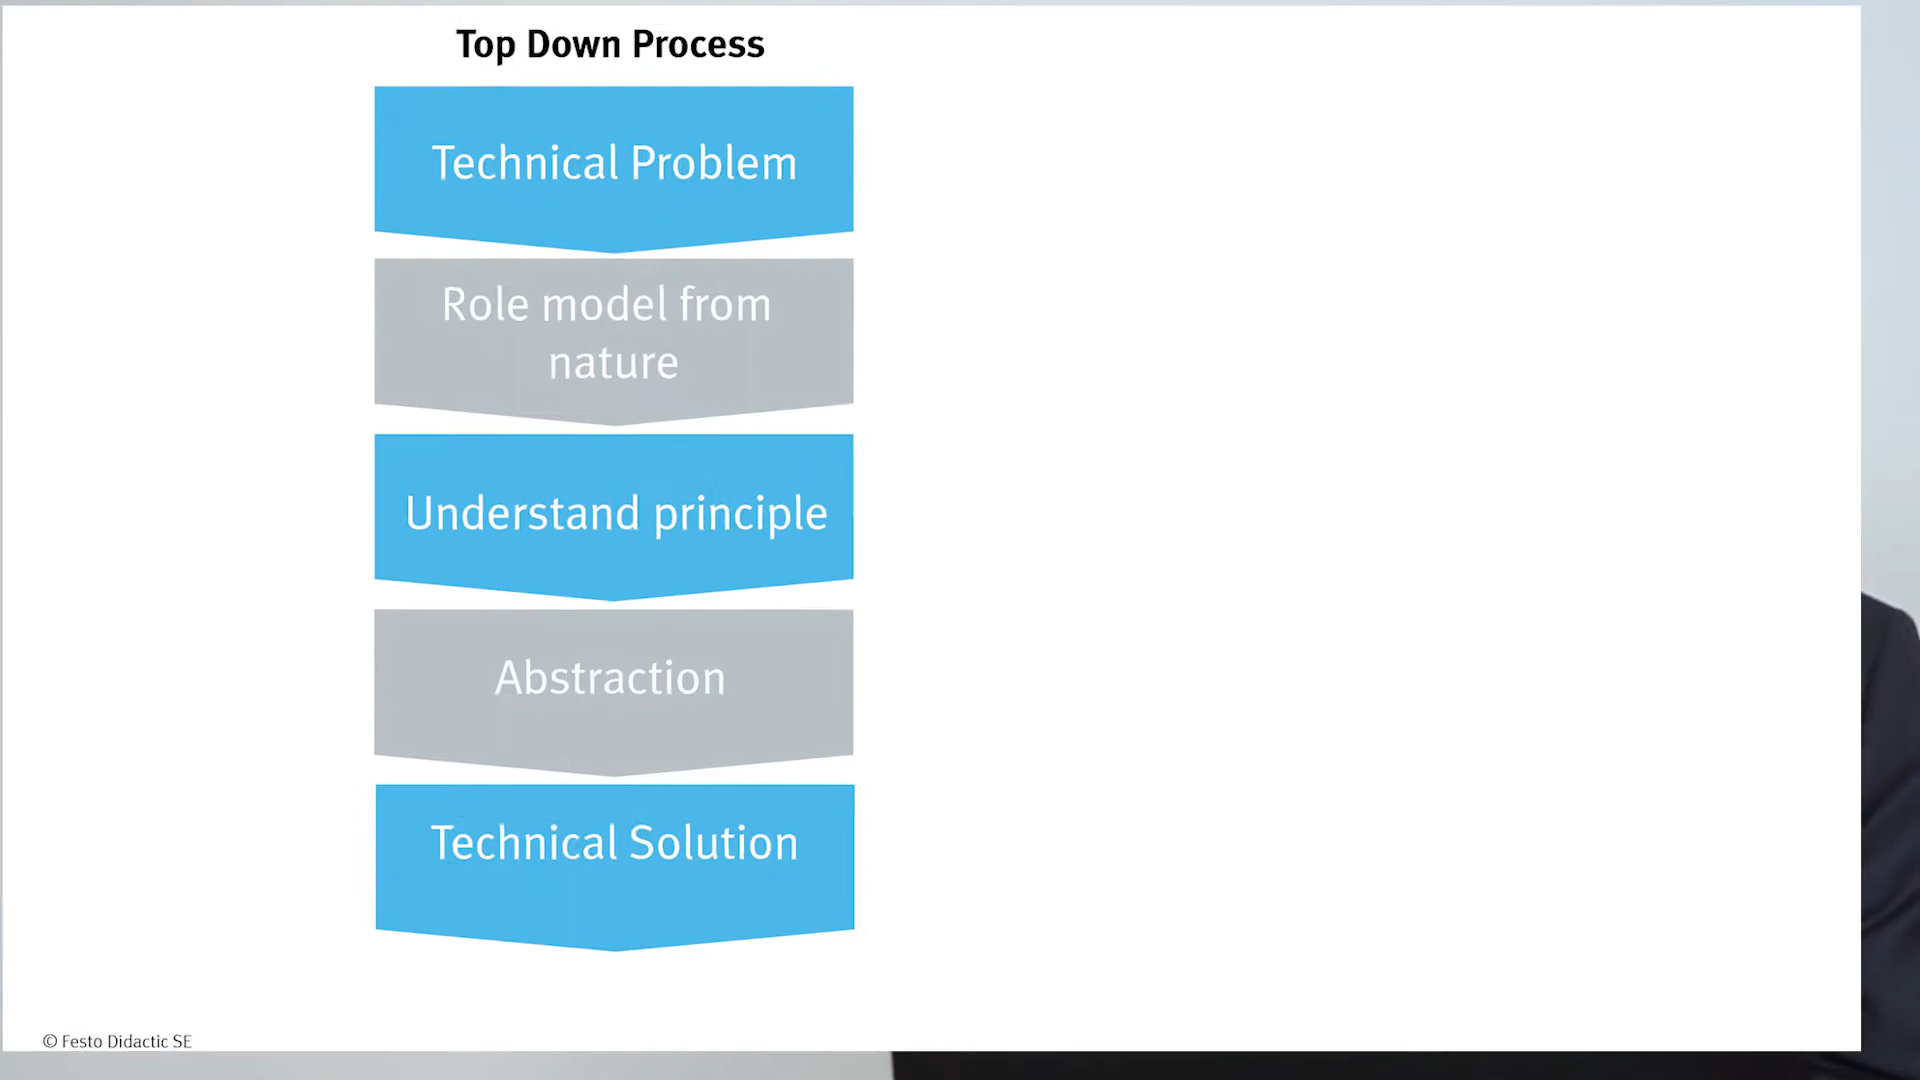 Top Down Process
Technical Problem
Role model from
nature
Understand principle
Abstraction
Technical Solution
© Festo Didactic SE